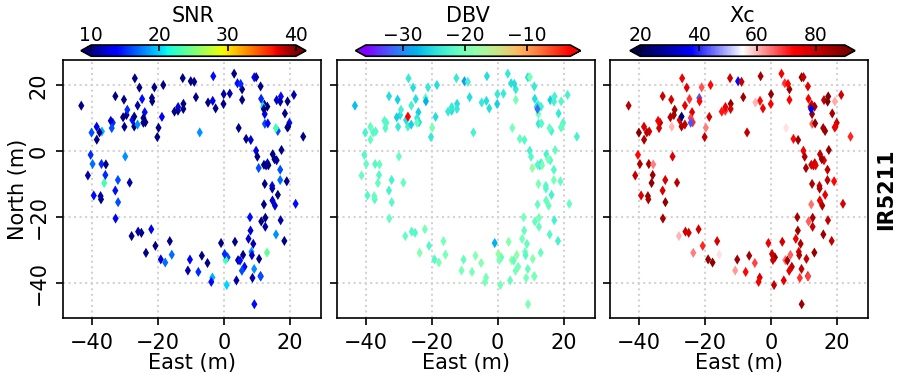 SNR DBV Xc
10 20 30 40 −30 −20 −10 20 40 60 80
20
0
−20
−40
North (m)
−40 −20 0 20 −40 −20 0 20 −40 −20 0 20
East (m) East (m) East (m)
IR5211